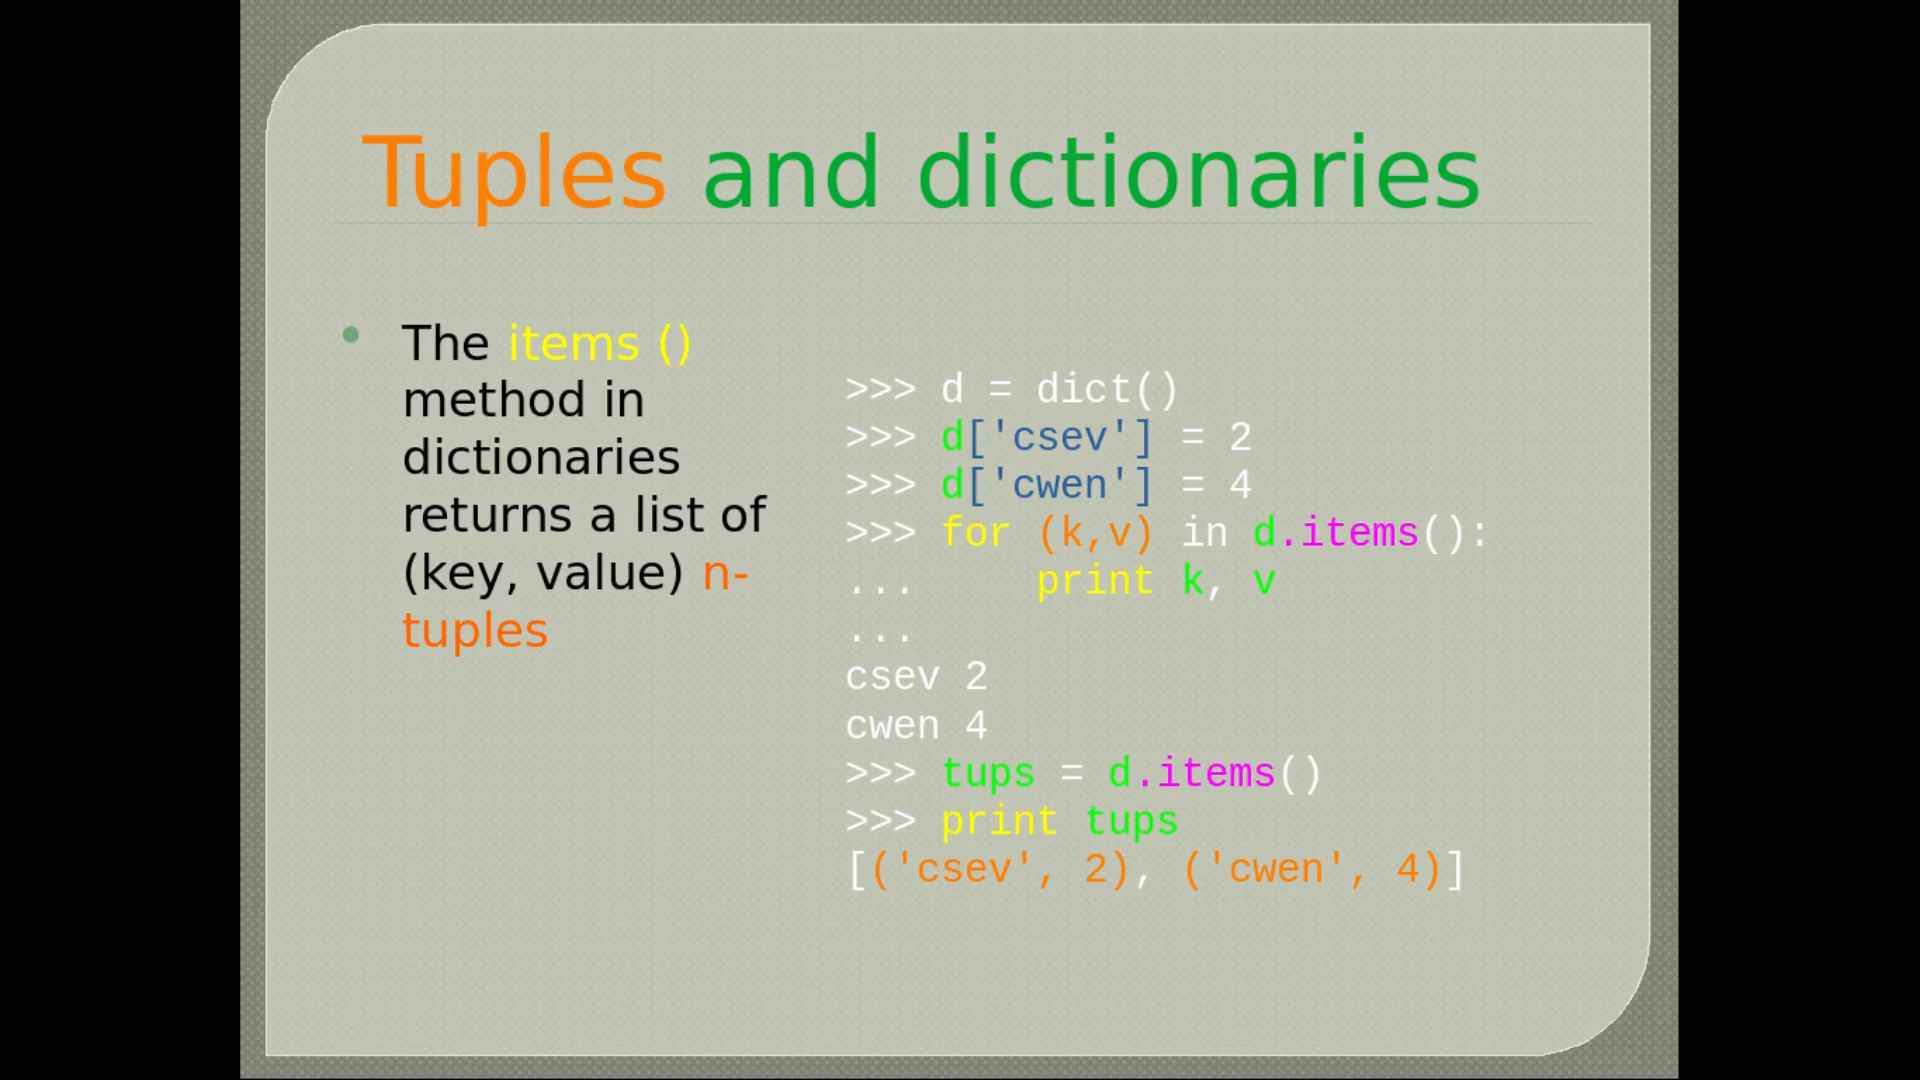 Tuples and dictionaries
The items ()
method in
dictionaries
returns a list of
(key, value) n-
tuples
>>> d = dict()
>>> d['csev'] = 2
>>> d['cwen'] = 4
>>> for (k,v) in d.items():
...     print k, v
...
csev 2
cwen 4
>>> tups = d.items()
>>> print tups
[('csev', 2), ('cwen', 4)]